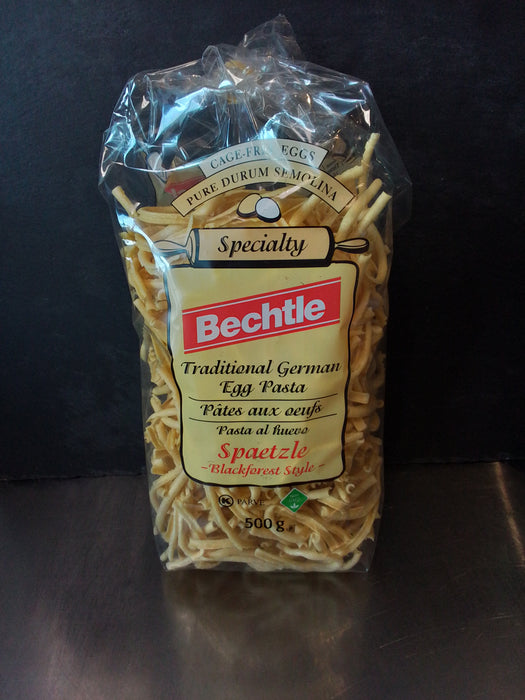 CAGE-FREE EGGS
PURE DURUM SEMOLINA
Specialty
Bechtle
Traditional German
Egg Pasta
Pâtes aux oeufs
Pasta al huevo
Spaetzle
~Blackforest Style~
K PARVE
500 g e